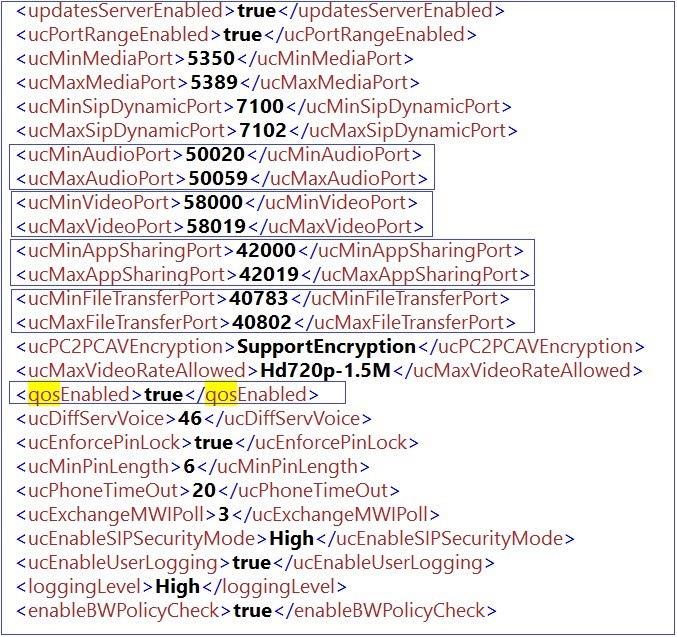 <updatesServerEnabled>true</updatesServerEnabled>
<ucPortRangeEnabled>true</ucPortRangeEnabled>
<ucMinMediaPort>5350</ucMinMediaPort>
<ucMaxMediaPort>5389</ucMaxMediaPort>
<ucMinSipDynamicPort>7100</ucMinSipDynamicPort>
<ucMaxSipDynamicPort>7102</ucMaxSipDynamicPort>
<ucMinAudioPort>50020</ucMinAudioPort>
<ucMaxAudioPort>50059</ucMaxAudioPort>
<ucMinVideoPort>58000</ucMinVideoPort>
<ucMaxVideoPort>58019</ucMaxVideoPort>
<ucMinAppSharingPort>42000</ucMinAppSharingPort>
<ucMaxAppSharingPort>42019</ucMaxAppSharingPort>
<ucMinFileTransferPort>40783</ucMinFileTransferPort>
<ucMaxFileTransferPort>40802</ucMaxFileTransferPort>
<ucPC2PCAVEncryption>SupportEncryption</ucPC2PCAVEncryption>
<ucMaxVideoRateAllowed>Hd720p-1.5M</ucMaxVideoRateAllowed>
<qosEnabled>true</qosEnabled>
<ucDiffServVoice>46</ucDiffServVoice>
<ucEnforcePinLock>true</ucEnforcePinLock>
<ucMinPinLength>6</ucMinPinLength>
<ucPhoneTimeOut>20</ucPhoneTimeOut>
<ucExchangeMWIPoll>3</ucExchangeMWIPoll>
<ucEnableSIPSecurityMode>High</ucEnableSIPSecurityMode>
<ucEnableUserLogging>true</ucEnableUserLogging>
<loggingLevel>High</loggingLevel>
<enableBWPolicyCheck>true</enableBWPolicyCheck>